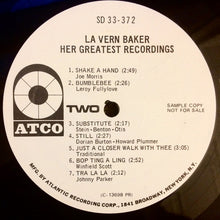 SD 33-372
LA VERN BAKER
HER GREATEST RECORDINGS
1. SHAKE A HAND (2:49)
Joe Morris
2. BUMBLEBEE (2:21)
Leroy Fullylove
TWO
SAMPLE COPY
NOT FOR SALE
3. SUBSTITUTE (2:17)
Stein-Benton-Otis
4. STILL (2:50)
Dorian Burton-Howard Plummer
5. JUST A CLOSER WALK WITH THEE (3:05)
Traditional
6. BOP TING A LING (2:52)
Winfield Scott
7. TRA LA LA (2:12)
Johnny Parker
ATCO
(C-13698 PR)
MFG. BY ATLANTIC RECORDING CORP., 1841 BROADWAY, NEW YORK, N.Y.